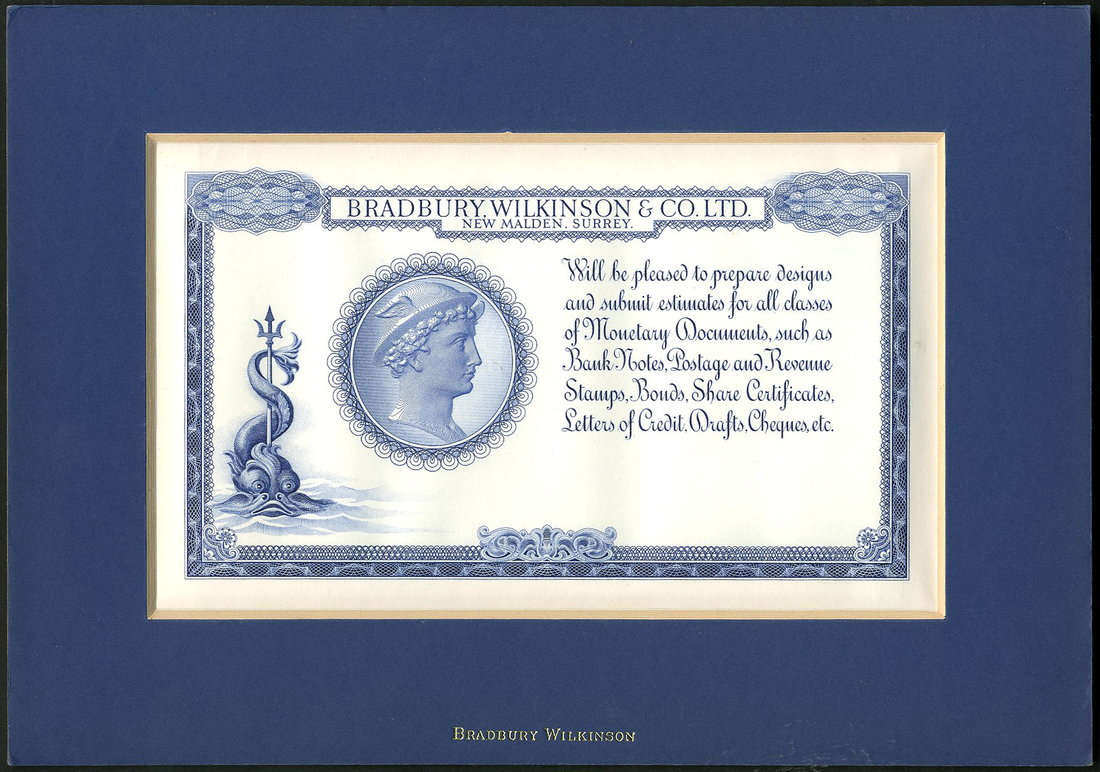 BRADBURY, WILKINSON & CO. LTD.
NEW MALDEN, SURREY.
Will be pleased to prepare designs
and submit estimates for all classes
of Monetary Documents, such as
Bank Notes, Postage and Revenue
Stamps, Bonds, Share Certificates,
Letters of Credit, Drafts, Cheques, etc.
BRADBURY WILKINSON